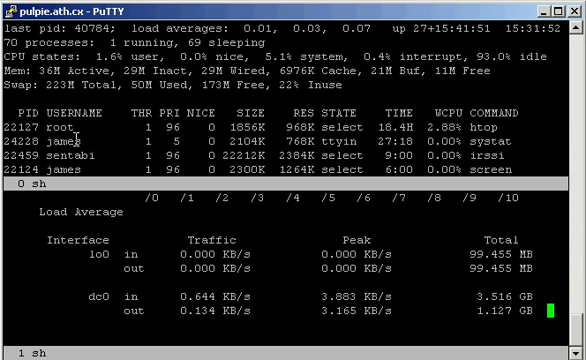 pulpie.ath.cx - PuTTY
last pid: 40784; load averages: 0.01, 0.03, 0.07 up 27+15:41:51 15:31:52
70 processes: 1 running, 69 sleeping
CPU states: 1.6% user, 0.0% nice, 5.1% system, 0.4% interrupt, 93.0% idle
Mem: 36M Active, 29M Inact, 29M Wired, 6976K Cache, 21M Buf, 11M Free
Swap: 223M Total, 50M Used, 173M Free, 22% Inuse
PID USERNAME THR PRI NICE SIZE RES STATE TIME WCPU COMMAND
22127 root 1 96 0 1856K 968K select 18.4H 2.88% htop
24228 james 1 5 0 2104K 768K ttyin 27:18 0.00% systat
22459 sentabi 1 96 0 22212K 2384K select 9:00 0.00% irssi
22124 james 1 96 0 2300K 1264K select 6:00 0.00% screen
0 sh
/0 /1 /2 /3 /4 /5 /6 /7 /8 /9 /10
Load Average
Interface Traffic Peak Total
lo0 in 0.000 KB/s 0.000 KB/s 99.455 MB
out 0.000 KB/s 0.000 KB/s 99.455 MB
dc0 in 0.644 KB/s 3.883 KB/s 3.516 GB
out 0.134 KB/s 3.165 KB/s 1.127 GB
1 sh